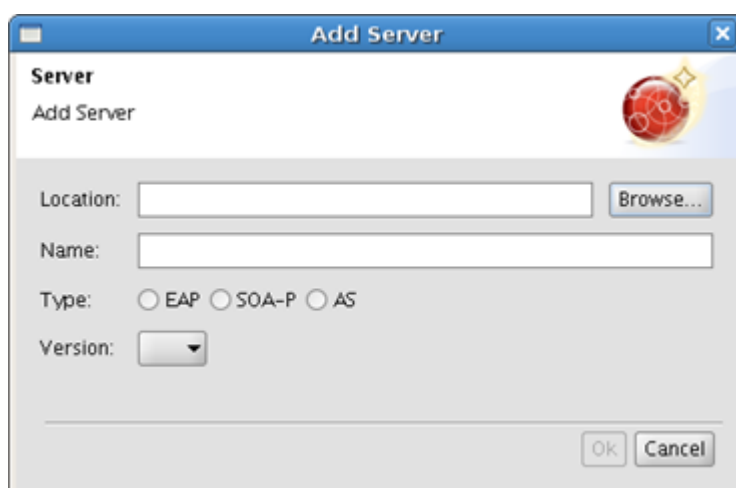 Add Server
Server
Add Server
Location: Browse...
Name:
Type: EAP SOA-P AS
Version:
Ok Cancel